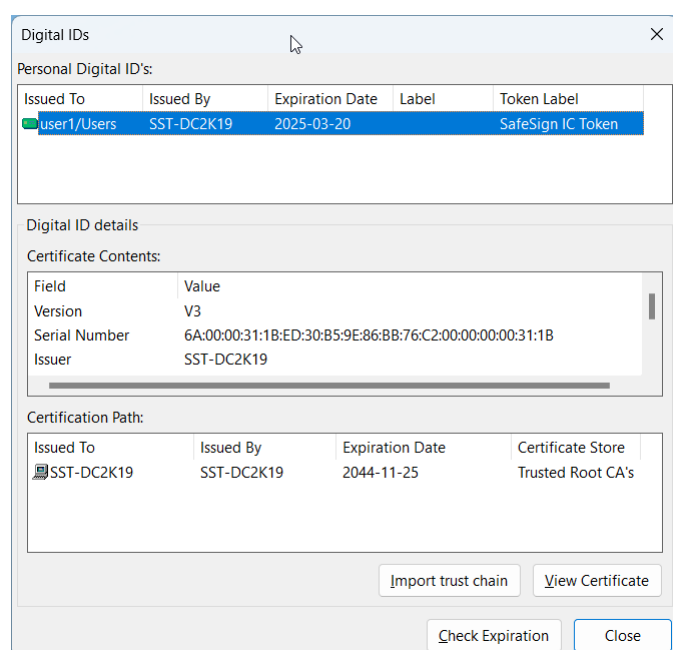 Digital IDs
Personal Digital ID's:
Issued To Issued By Expiration Date Label Token Label
user1/Users SST-DC2K19 2025-03-20 SafeSign IC Token
Digital ID details
Certificate Contents:
Field Value
Version V3
Serial Number 6A:00:00:31:1B:ED:30:B5:9E:86:BB:76:C2:00:00:00:00:31:1B
Issuer SST-DC2K19
Certification Path:
Issued To Issued By Expiration Date Certificate Store
SST-DC2K19 SST-DC2K19 2044-11-25 Trusted Root CA's
Import trust chain View Certificate
Check Expiration Close